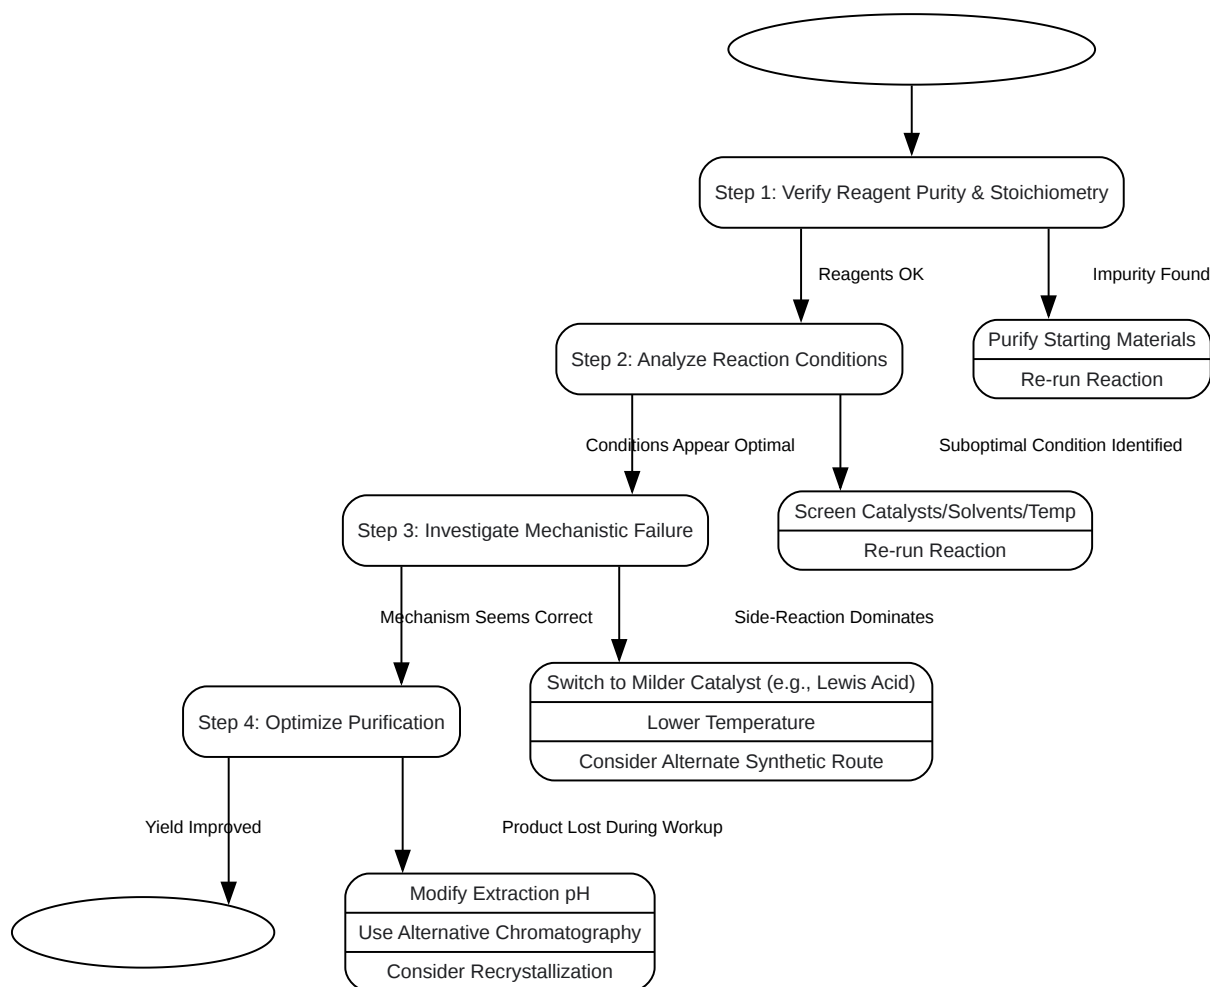 Step 1: Verify Reagent Purity & Stoichiometry
Reagents OK
Impurity Found
Purify Starting Materials
Re-run Reaction
Step 2: Analyze Reaction Conditions
Conditions Appear Optimal
Suboptimal Condition Identified
Screen Catalysts/Solvents/Temp
Re-run Reaction
Step 3: Investigate Mechanistic Failure
Mechanism Seems Correct
Side-Reaction Dominates
Switch to Milder Catalyst (e.g., Lewis Acid)
Lower Temperature
Consider Alternate Synthetic Route
Step 4: Optimize Purification
Yield Improved
Product Lost During Workup
Modify Extraction pH
Use Alternative Chromatography
Consider Recrystallization